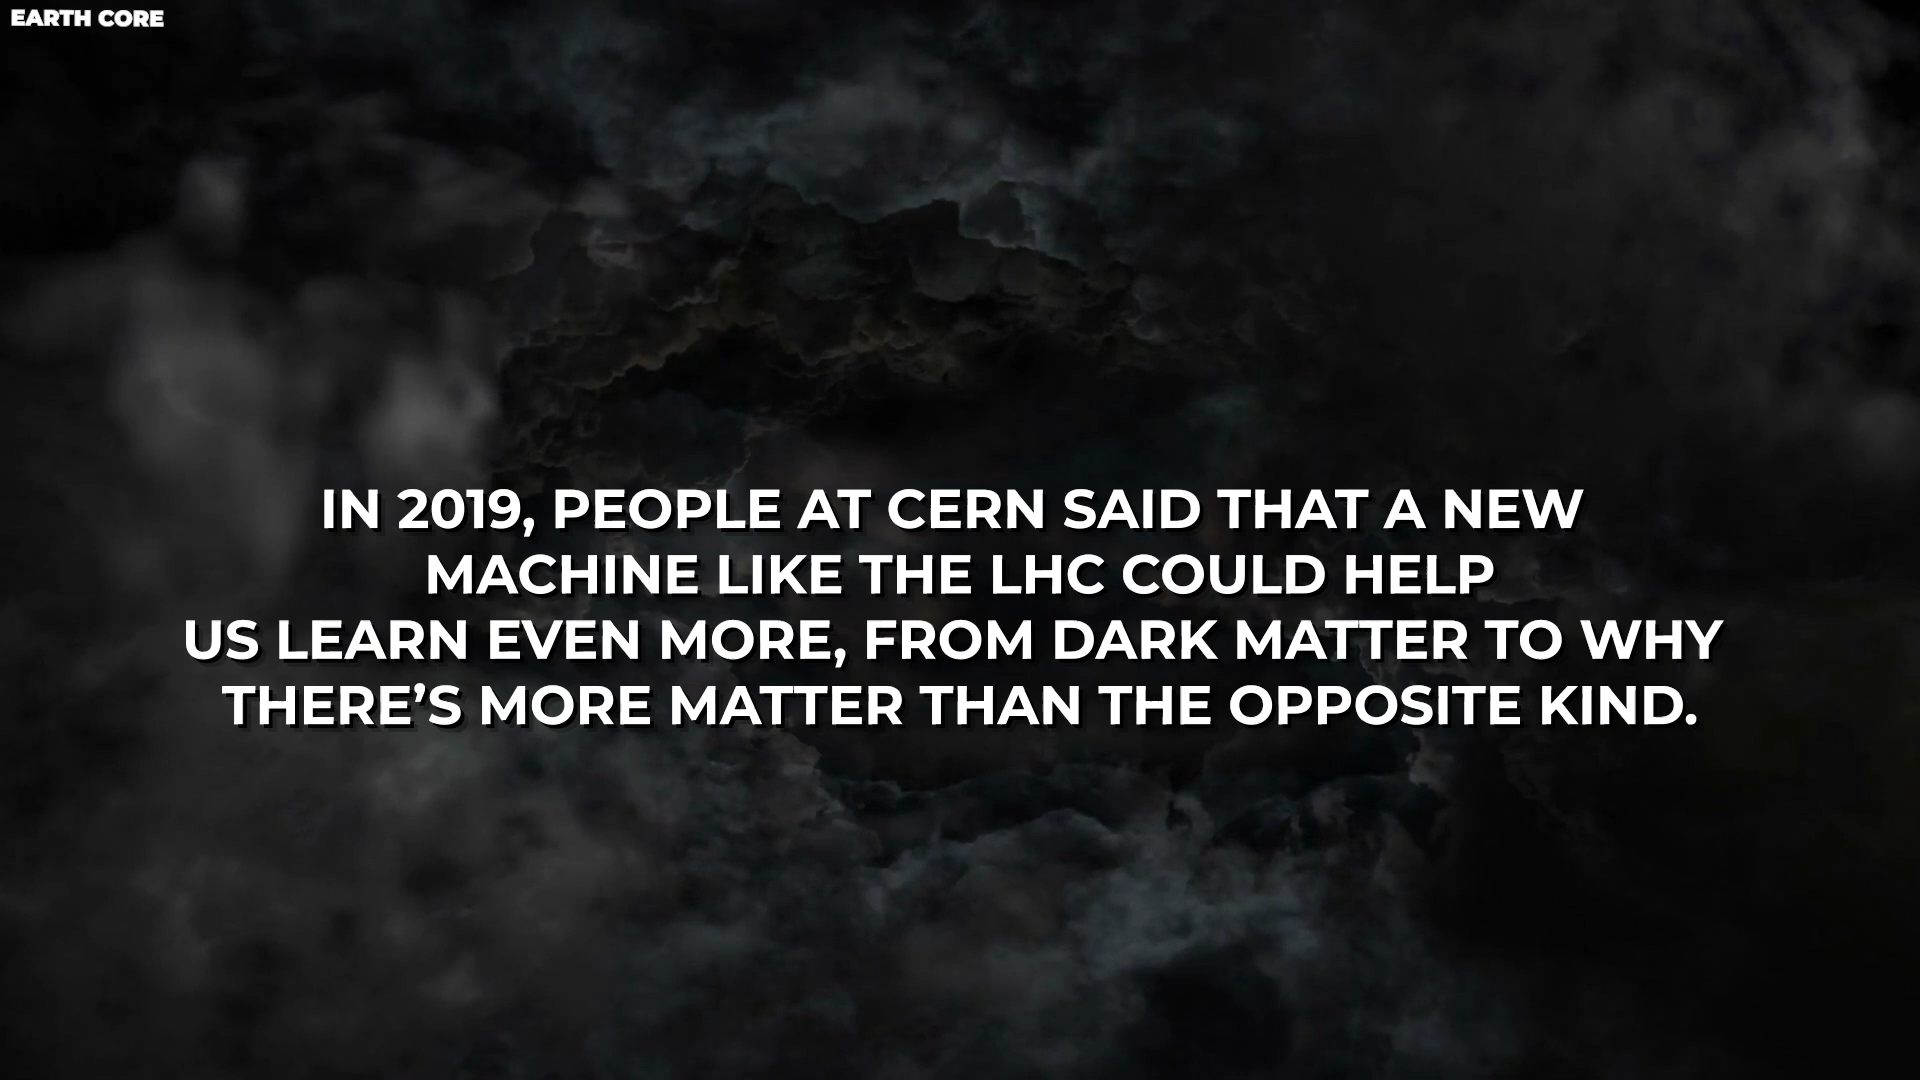 EARTH CORE
IN 2019, PEOPLE AT CERN SAID THAT A NEW
MACHINE LIKE THE LHC COULD HELP
US LEARN EVEN MORE, FROM DARK MATTER TO WHY
THERE’S MORE MATTER THAN THE OPPOSITE KIND.